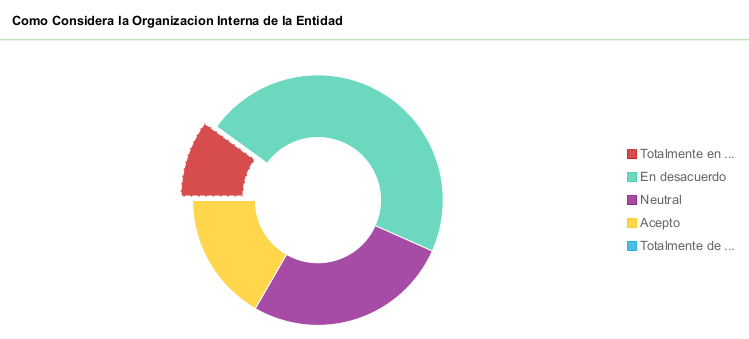 Como Considera la Organizacion Interna de la Entidad
Totalmente en ...
En desacuerdo
Neutral
Acepto
Totalmente de ...